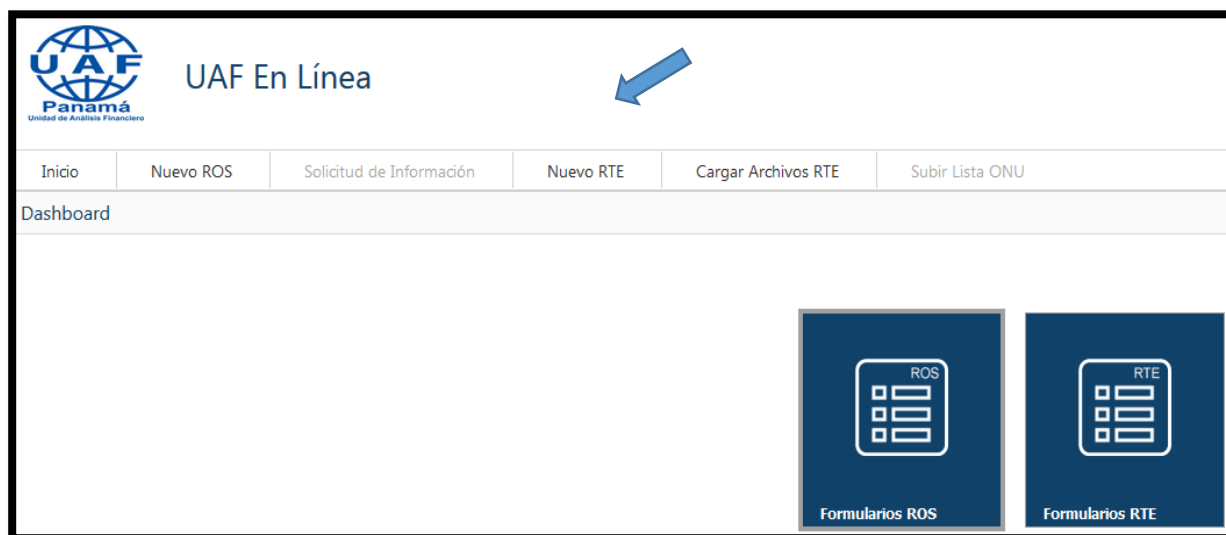 UAF
Panamá
Unidad de Análisis Financiero
UAF En Línea
Inicio
Nuevo ROS
Solicitud de Información
Nuevo RTE
Cargar Archivos RTE
Subir Lista ONU
Dashboard
ROS
Formularios ROS
RTE
Formularios RTE